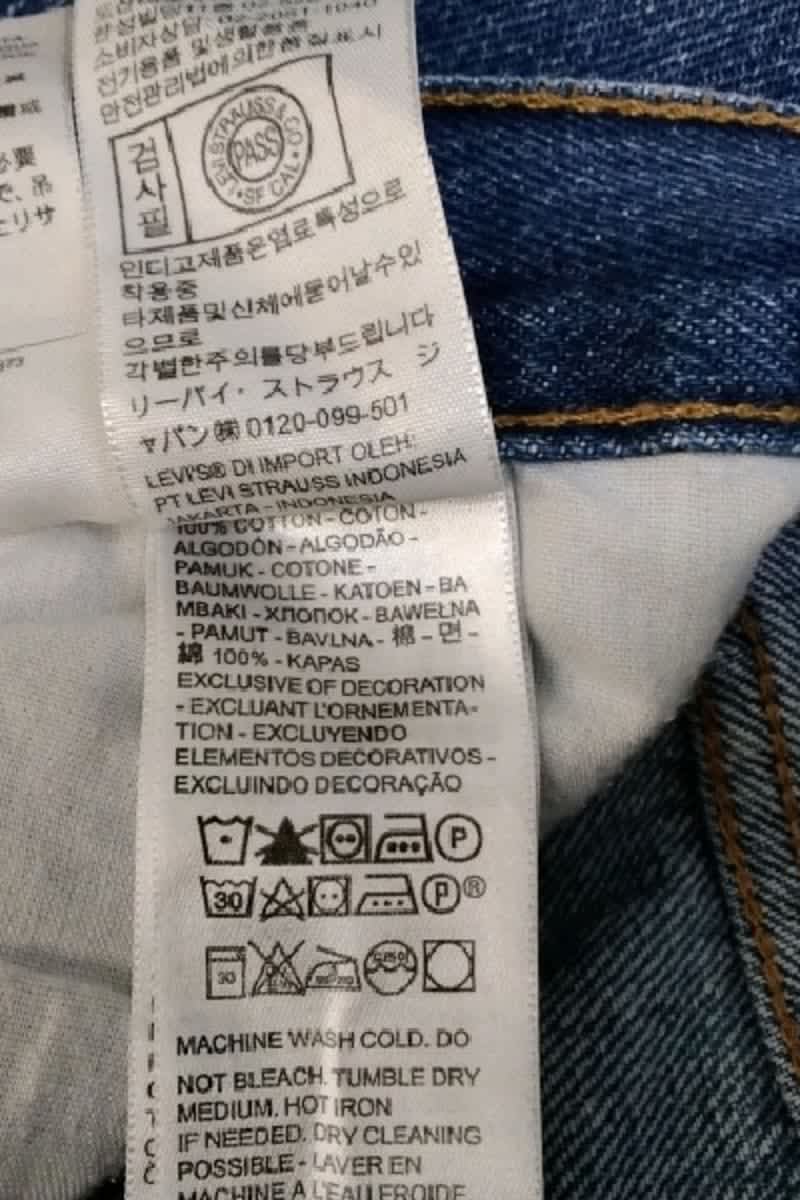 소비자상담
전기용품 및생활용품
안전관리법에의한품질표시
검사필
LEVI STRAUSS & CO
PASS
SF CAL
인디고제품은염료특성으로
착용중
타제품및신체에묻어날수있
으므로
각별한주의를당부드립니다
リーバイ・ストラウス ジ
ャパン㈱0120-099-501
LEVI'S® DI IMPORT OLEH:
PT LEVI STRAUSS INDONESIA
JAKARTA - INDONESIA
100% COTTON - COTON -
ALGODÓN - ALGODÃO -
PAMUK - COTONE -
BAUMWOLLE - KATOEN - BA
MBAKI - ХЛОПОК - BAWEŁNA
- PAMUT - BAVLNA - 棉 - 면 -
綿 100% - KAPAS
EXCLUSIVE OF DECORATION
- EXCLUANT L'ORNEMENTA-
TION - EXCLUYENDO
ELEMENTOS DECORATIVOS -
EXCLUINDO DECORAÇÃO
P
30 P®
30 드라이
MACHINE WASH COLD. DO
NOT BLEACH. TUMBLE DRY
MEDIUM. HOT IRON
IF NEEDED. DRY CLEANING
POSSIBLE - LAVER EN
MACHINE A L'EAU FROIDE